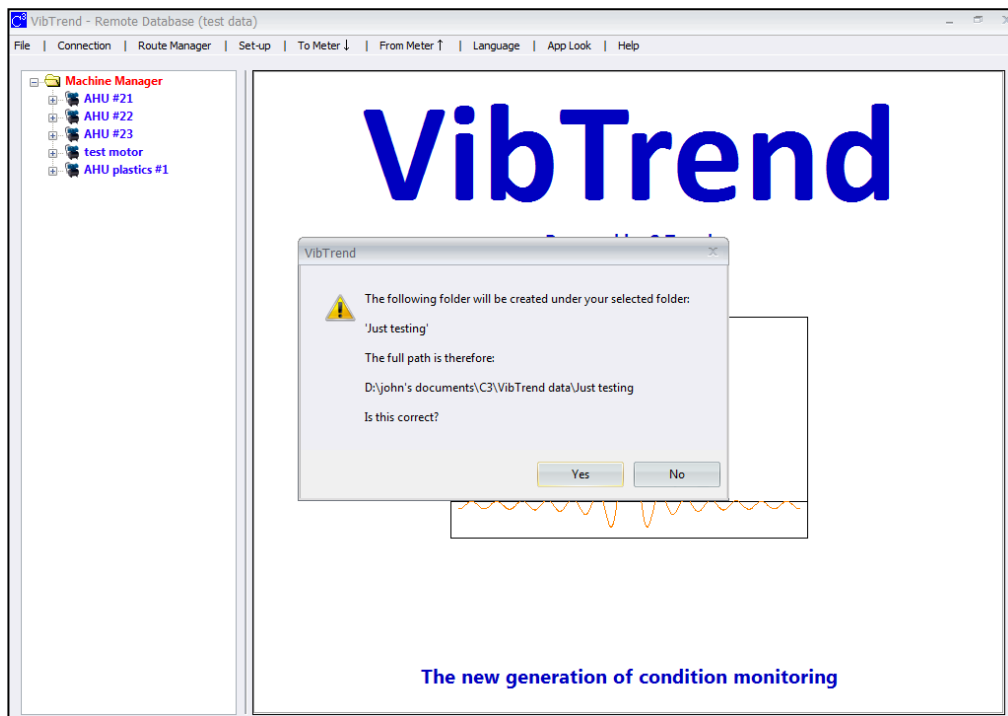 C3 VibTrend - Remote Database (test data)
File | Connection | Route Manager | Set-up | To Meter ↓ | From Meter ↑ | Language | App Look | Help
Machine Manager
AHU #21
AHU #22
AHU #23
test motor
AHU plastics #1
VibTrend
VibTrend
The following folder will be created under your selected folder:
'Just testing'
The full path is therefore:
D:\john's documents\C3\VibTrend data\Just testing
Is this correct?
Yes No
The new generation of condition monitoring